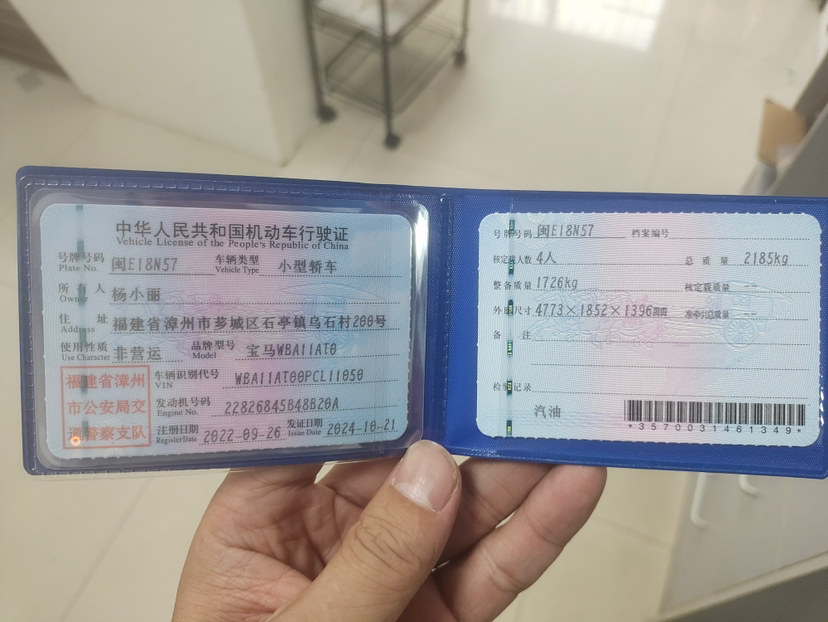 中华人民共和国机动车行驶证
Vehicle License of the People's Republic of China
号牌号码 Plate No. 闽E18N57 车辆类型 Vehicle Type 小型轿车
所有人 Owner 杨小丽
住址 Address 福建省漳州市芗城区石亭镇乌石村200号
使用性质 Use Character 非营运 品牌型号 Model 宝马WBA11AT0
车辆识别代号 VIN WBA11AT00PCL11050
发动机号码 Engine No. 22826845B48B20A
注册日期 Register Date 2022-09-26 发证日期 Issue Date 2024-10-21
福建省漳州
市公安局交
通警察支队
号牌号码 闽E18N57 档案编号
核定载人数 4人 总质量 2185kg
整备质量 1726kg 核定载质量 --
外廓尺寸 4773×1852×1396mm 准牵引总质量 --
备注
检验记录
汽油
*3570031461349*